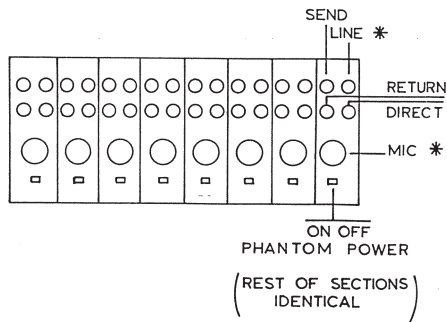 SEND
LINE *
RETURN
DIRECT
MIC *
ON OFF
PHANTOM POWER
(REST OF SECTIONS
IDENTICAL)